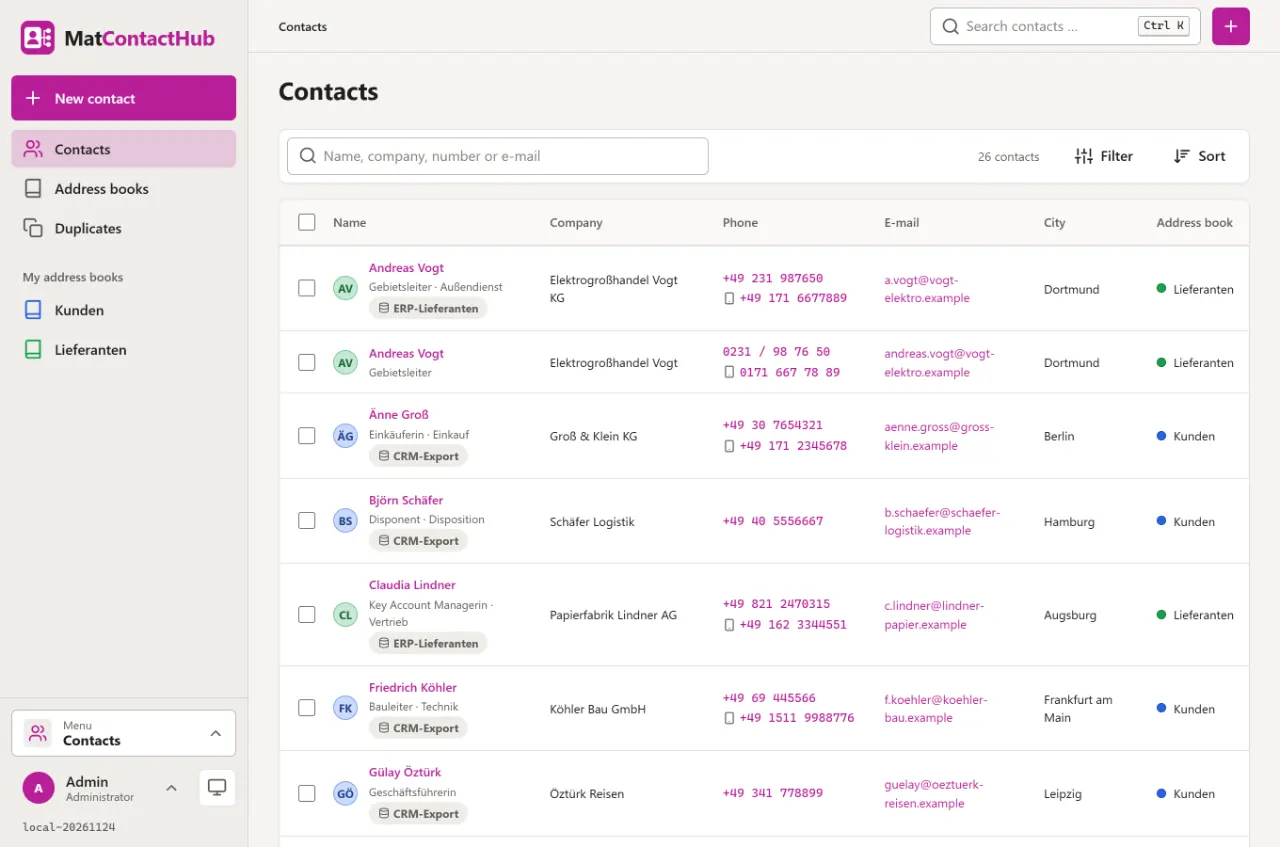 MatContactHub
Contacts
Search contacts ...
Ctrl K
+
New contact
Contacts
Address books
Duplicates
My address books
Kunden
Lieferanten
Menu
Contacts
A
Admin
Administrator
local-20261124
Contacts
Name, company, number or e-mail
26 contacts
Filter
Sort
Name Company Phone E-mail City Address book
AV
Andreas Vogt
Gebietsleiter · Außendienst
ERP-Lieferanten
Elektrogroßhandel Vogt
KG
+49 231 987650
+49 171 6677889
a.vogt@vogt-
elektro.example
Dortmund
Lieferanten
AV
Andreas Vogt
Gebietsleiter
Elektrogroßhandel Vogt
0231 / 98 76 50
0171 667 78 89
andreas.vogt@vogt-
elektro.example
Dortmund
Lieferanten
ÄG
Änne Groß
Einkäuferin · Einkauf
CRM-Export
Groß & Klein KG
+49 30 7654321
+49 171 2345678
aenne.gross@gross-
klein.example
Berlin
Kunden
BS
Björn Schäfer
Disponent · Disposition
CRM-Export
Schäfer Logistik
+49 40 5556667
b.schaefer@schaefer-
logistik.example
Hamburg
Kunden
CL
Claudia Lindner
Key Account Managerin ·
Vertrieb
ERP-Lieferanten
Papierfabrik Lindner AG
+49 821 2470315
+49 162 3344551
c.lindner@lindner-
papier.example
Augsburg
Lieferanten
FK
Friedrich Köhler
Bauleiter · Technik
CRM-Export
Köhler Bau GmbH
+49 69 445566
+49 1511 9988776
f.koehler@koehler-
bau.example
Frankfurt am
Main
Kunden
GÖ
Gülay Öztürk
Geschäftsführerin
CRM-Export
Öztürk Reisen
+49 341 778899
guelay@oeztuerk-
reisen.example
Leipzig
Kunden